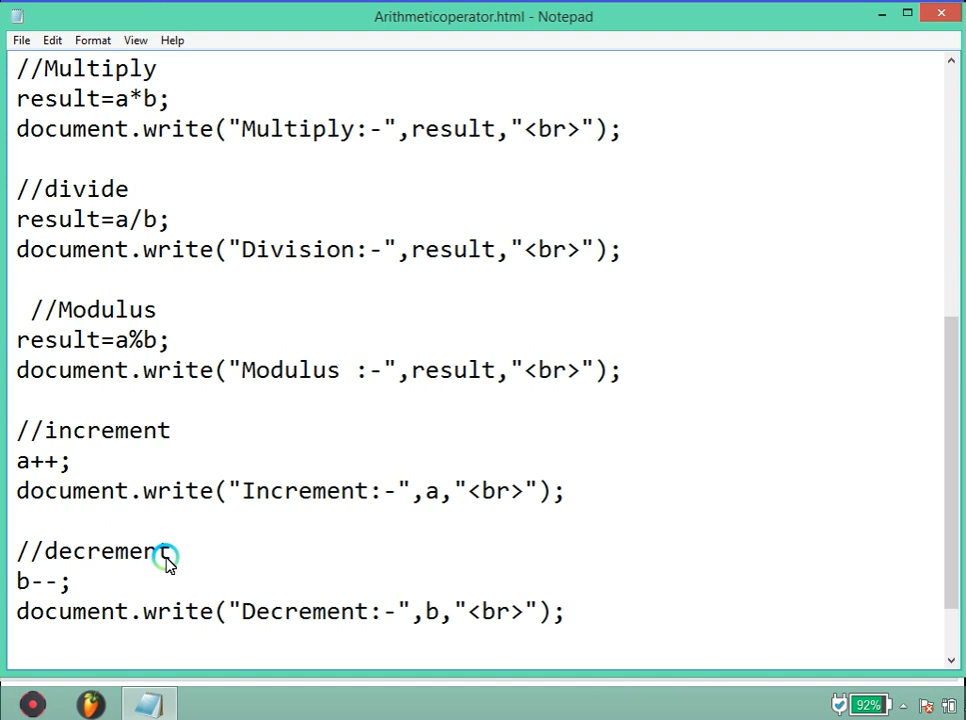 Arithmeticoperator.html - Notepad
File Edit Format View Help
//Multiply
result=a*b;
document.write("Multiply:-",result,"<br>");
//divide
result=a/b;
document.write("Division:-",result,"<br>");
//Modulus
result=a%b;
document.write("Modulus :-",result,"<br>");
//increment
a++;
document.write("Increment:-",a,"<br>");
//decrement
b--;
document.write("Decrement:-",b,"<br>");
92%